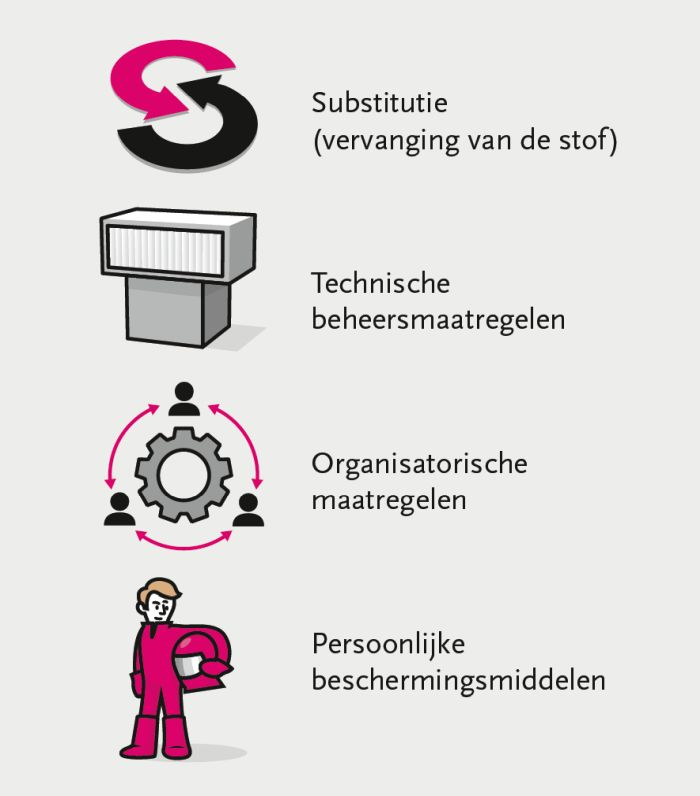 Substitutie
(vervanging van de stof)
Technische
beheersmaatregelen
Organisatorische
maatregelen
Persoonlijke
beschermingsmiddelen